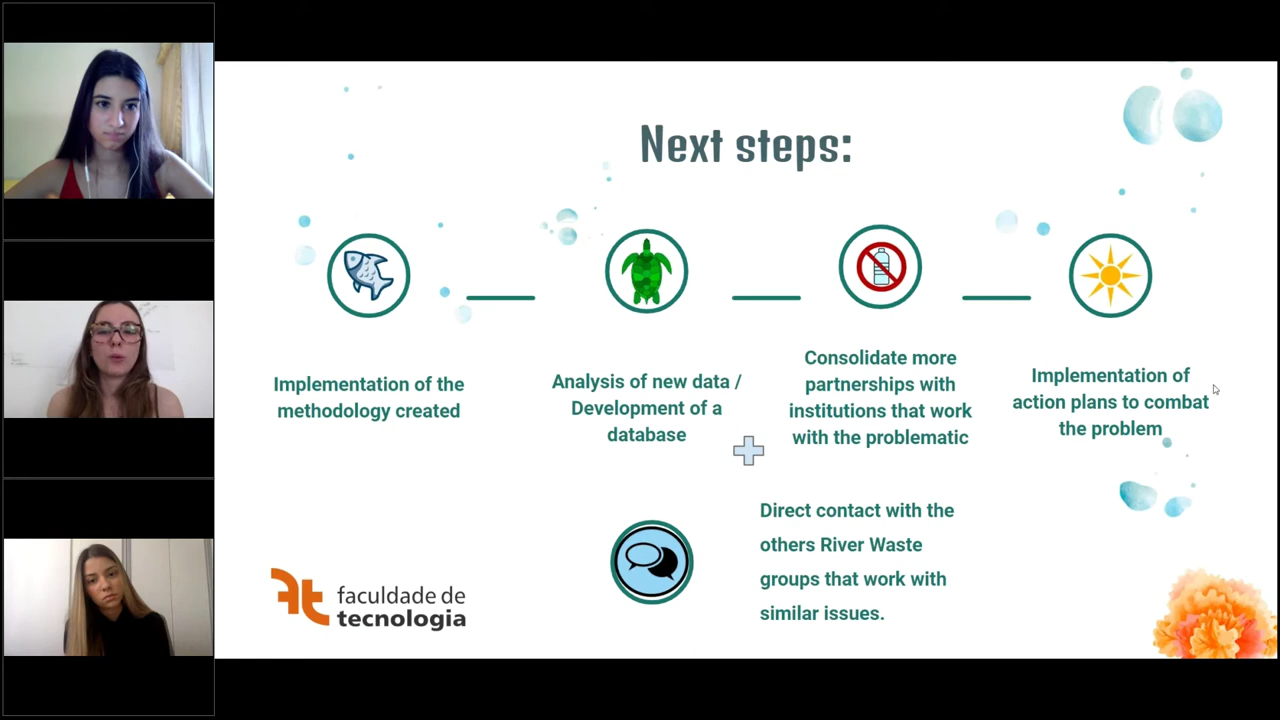 Next steps:
Implementation of the
methodology created
Analysis of new data /
Development of a
database
Consolidate more
partnerships with
institutions that work
with the problematic
Implementation of
action plans to combat
the problem
Direct contact with the
others River Waste
groups that work with
similar issues.
ft
faculdade de
tecnologia